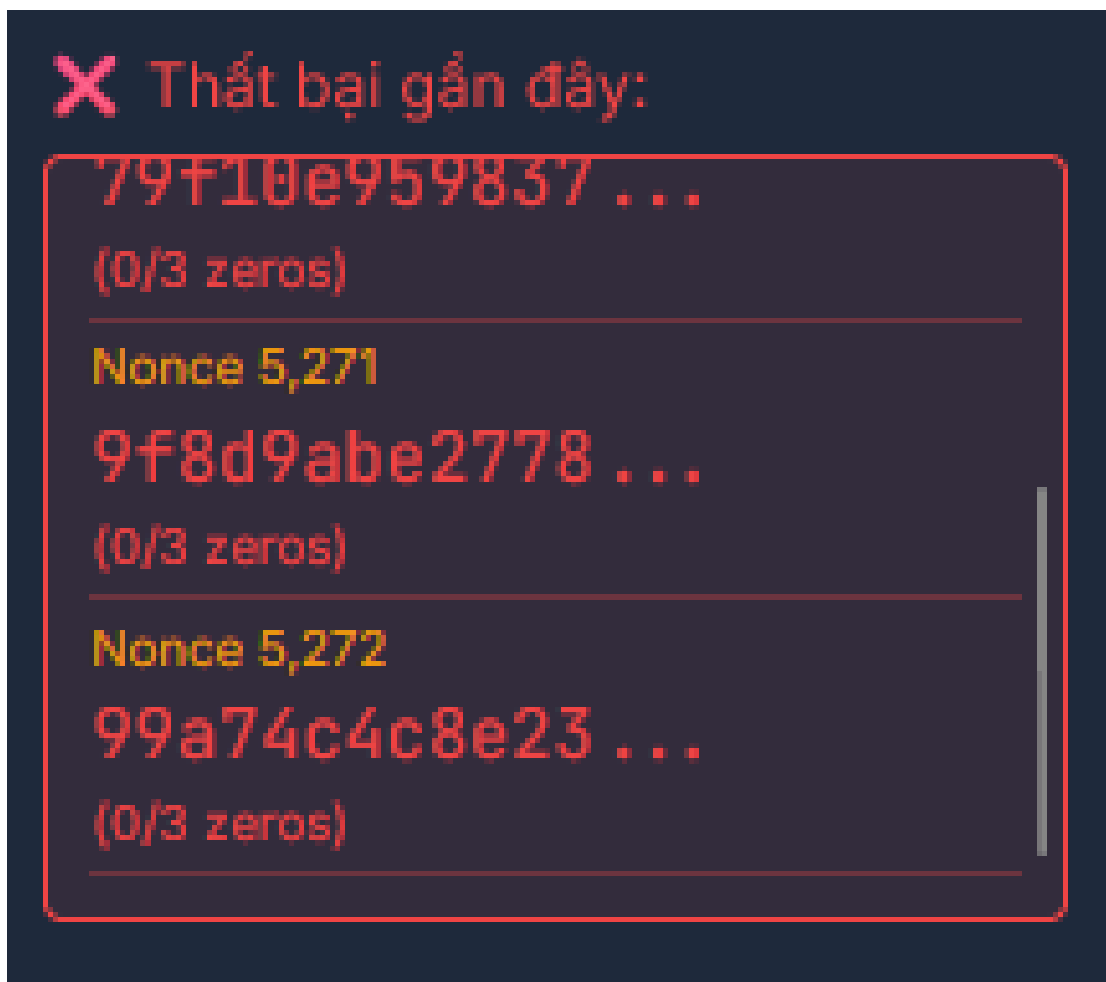 Thất bại gần đây:
79f10e959837...
(0/3 zeros)
Nonce 5,271
9f8d9abe2778...
(0/3 zeros)
Nonce 5,272
99a74c4c8e23...
(0/3 zeros)